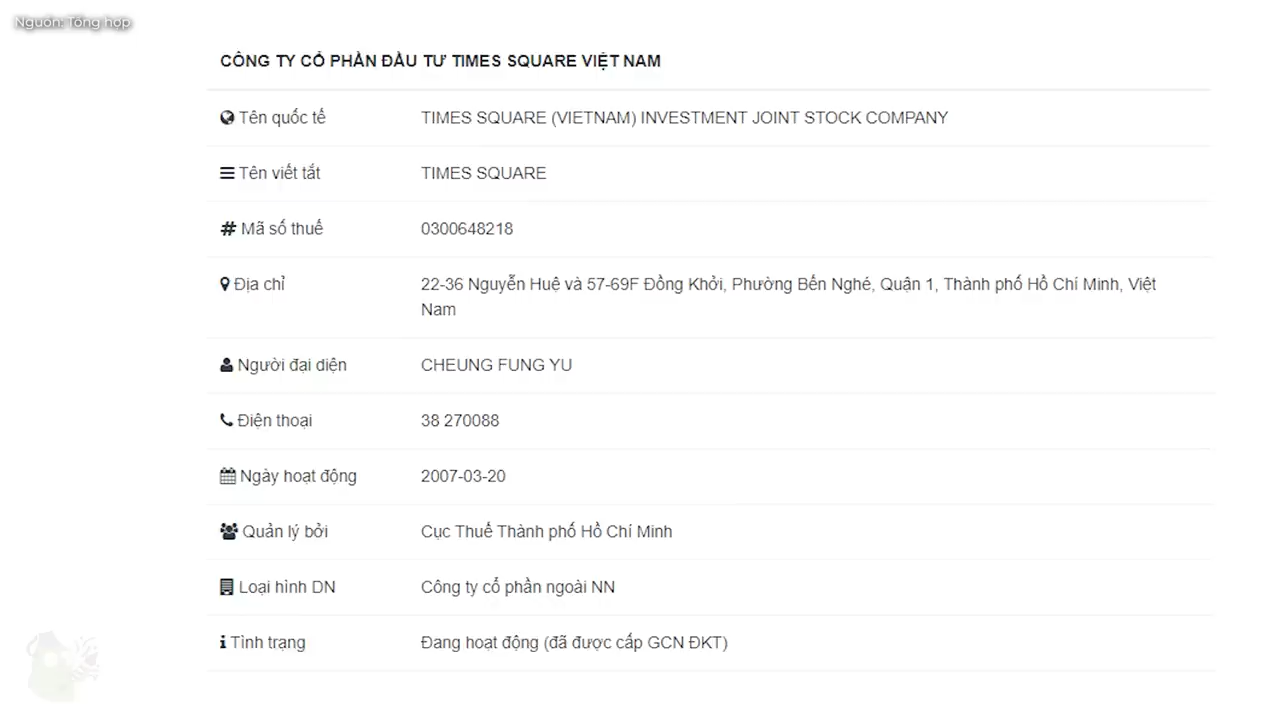 Nguồn: Tổng hợp
CÔNG TY CỔ PHẦN ĐẦU TƯ TIMES SQUARE VIỆT NAM
Tên quốc tế TIMES SQUARE (VIETNAM) INVESTMENT JOINT STOCK COMPANY
Tên viết tắt TIMES SQUARE
Mã số thuế 0300648218
Địa chỉ 22-36 Nguyễn Huệ và 57-69F Đồng Khởi, Phường Bến Nghé, Quận 1, Thành phố Hồ Chí Minh, Việt
Nam
Người đại diện CHEUNG FUNG YU
Điện thoại 38 270088
Ngày hoạt động 2007-03-20
Quản lý bởi Cục Thuế Thành phố Hồ Chí Minh
Loại hình DN Công ty cổ phần ngoài NN
Tình trạng Đang hoạt động (đã được cấp GCN ĐKT)